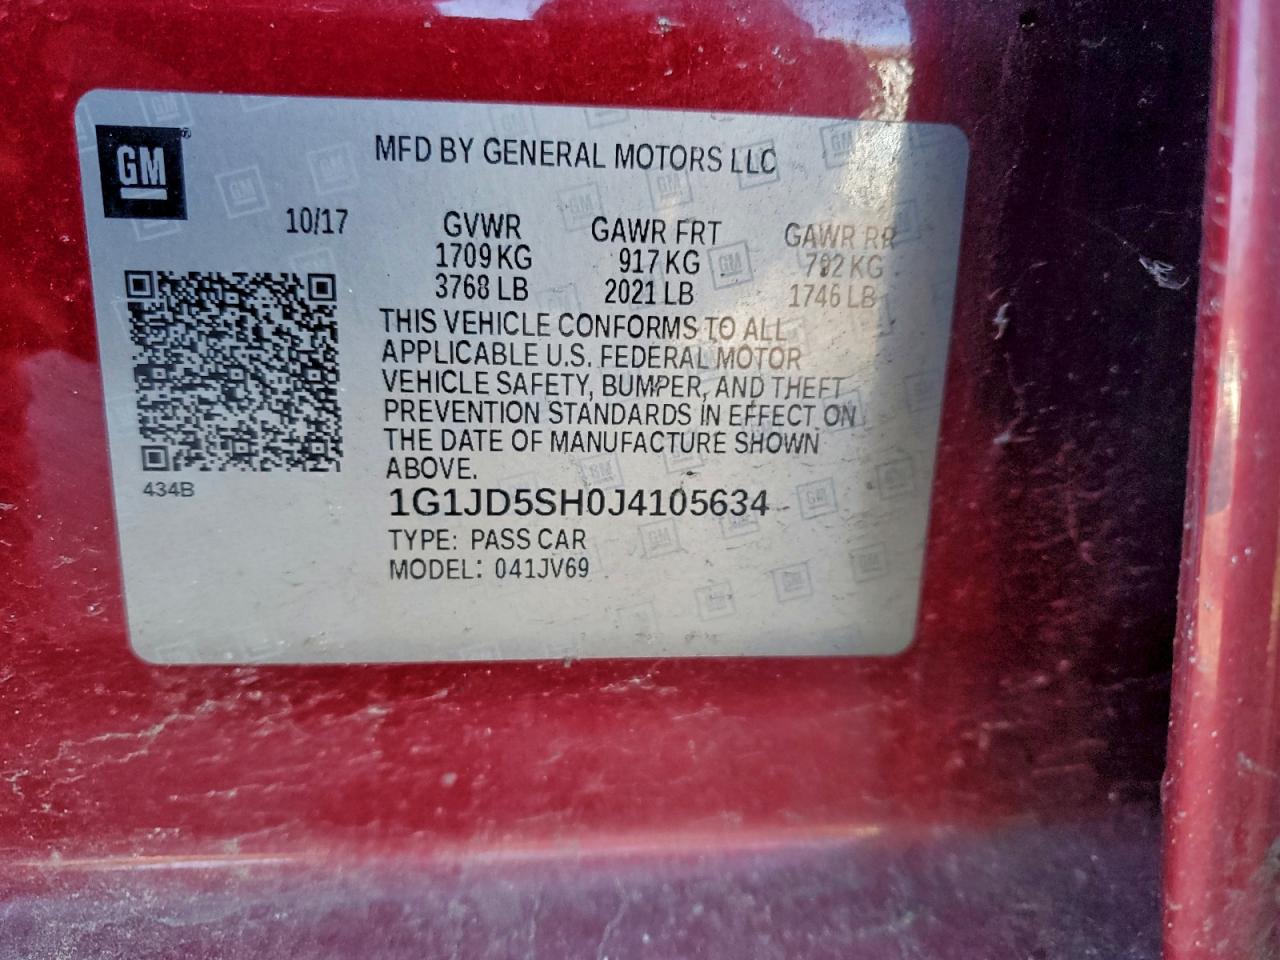 GM
MFD BY GENERAL MOTORS LLC
10/17
GVWR GAWR FRT GAWR RR
1709 KG 917 KG 792 KG
3768 LB 2021 LB 1746 LB
THIS VEHICLE CONFORMS TO ALL
APPLICABLE U.S. FEDERAL MOTOR
VEHICLE SAFETY, BUMPER, AND THEFT
PREVENTION STANDARDS IN EFFECT ON
THE DATE OF MANUFACTURE SHOWN
ABOVE.
434B
1G1JD5SH0J4105634
TYPE: PASS CAR
MODEL: 041JV69